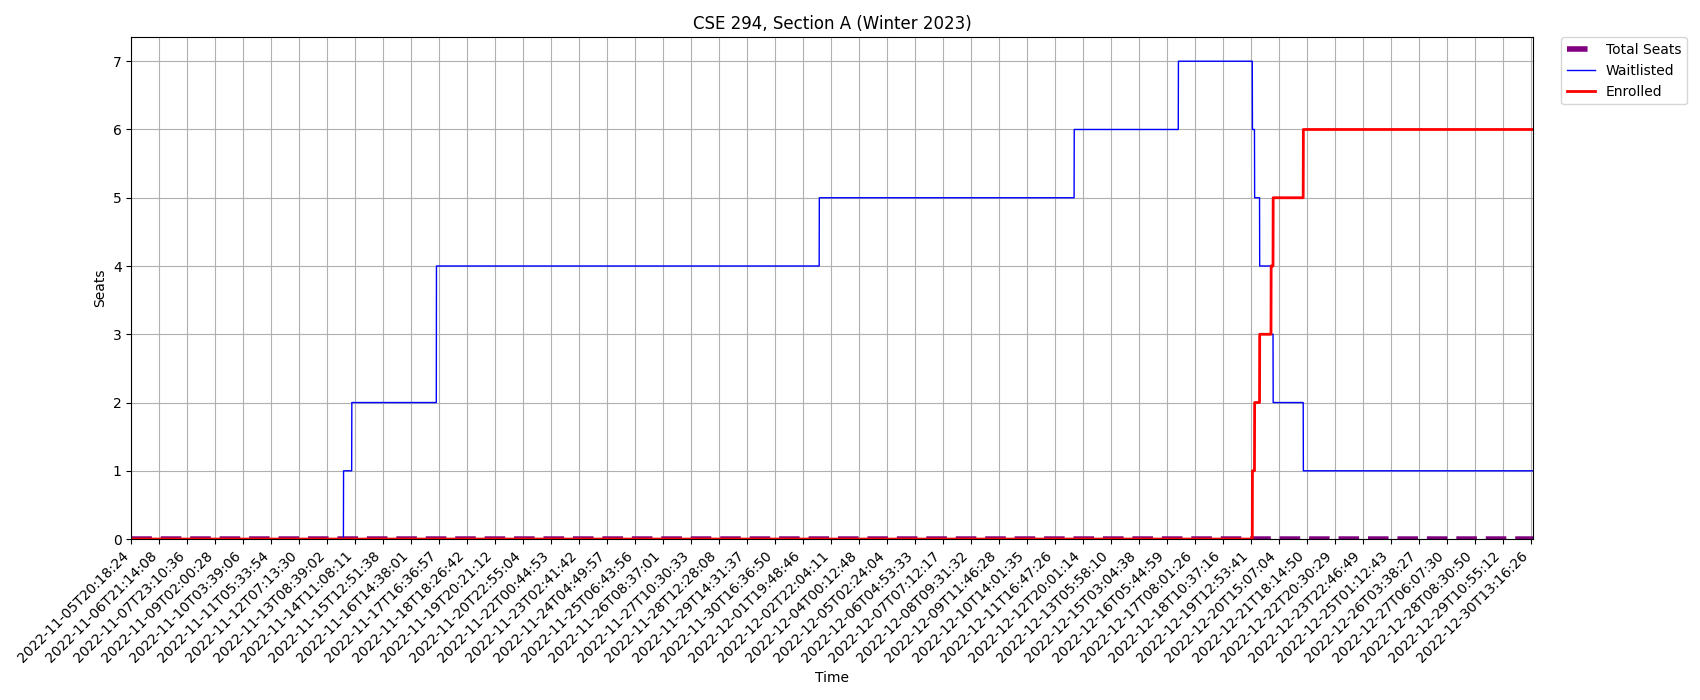 CSE 294, Section A (Winter 2023)
Total Seats
Waitlisted
Enrolled
7
6
5
4
3
2
1
0
Seats
2022-11-05T20:18:24
2022-11-06T21:14:08
2022-11-07T23:10:36
2022-11-09T02:00:28
2022-11-10T03:39:06
2022-11-11T05:33:54
2022-11-12T07:13:30
2022-11-13T08:39:02
2022-11-14T11:08:11
2022-11-15T12:51:38
2022-11-16T14:38:01
2022-11-17T16:36:57
2022-11-18T18:26:42
2022-11-19T20:21:12
2022-11-20T22:55:04
2022-11-22T00:44:53
2022-11-23T02:41:42
2022-11-24T04:49:57
2022-11-25T06:43:56
2022-11-26T08:37:01
2022-11-27T10:30:33
2022-11-28T12:28:08
2022-11-29T14:31:37
2022-11-30T16:36:50
2022-12-01T19:48:46
2022-12-02T22:04:11
2022-12-04T00:12:48
2022-12-05T02:24:04
2022-12-06T04:53:33
2022-12-07T07:12:17
2022-12-08T09:31:32
2022-12-09T11:46:28
2022-12-10T14:01:35
2022-12-11T16:47:26
2022-12-12T20:01:14
2022-12-13T23:58:10
2022-12-15T03:04:38
2022-12-16T05:44:59
2022-12-17T08:01:26
2022-12-18T10:37:16
2022-12-19T12:53:41
2022-12-20T15:07:04
2022-12-21T18:14:50
2022-12-22T20:30:29
2022-12-23T22:46:49
2022-12-25T01:12:43
2022-12-26T03:38:27
2022-12-27T06:07:30
2022-12-28T08:30:50
2022-12-29T10:55:12
2022-12-30T13:16:26
Time